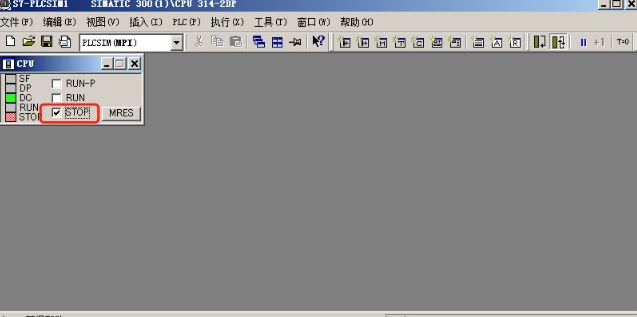 S7-PLCSIM1 SIMATIC 300(1)\CPU 314-2DP
文件(F) 编辑(E) 视图(V) 插入(I) PLC(P) 执行(X) 工具(T) 窗口(W) 帮助(H)
PLCSIM(MPI) +1 T=0
CPU
SF
DP RUN-P
DC RUN
RUN
STOP STOP MRES